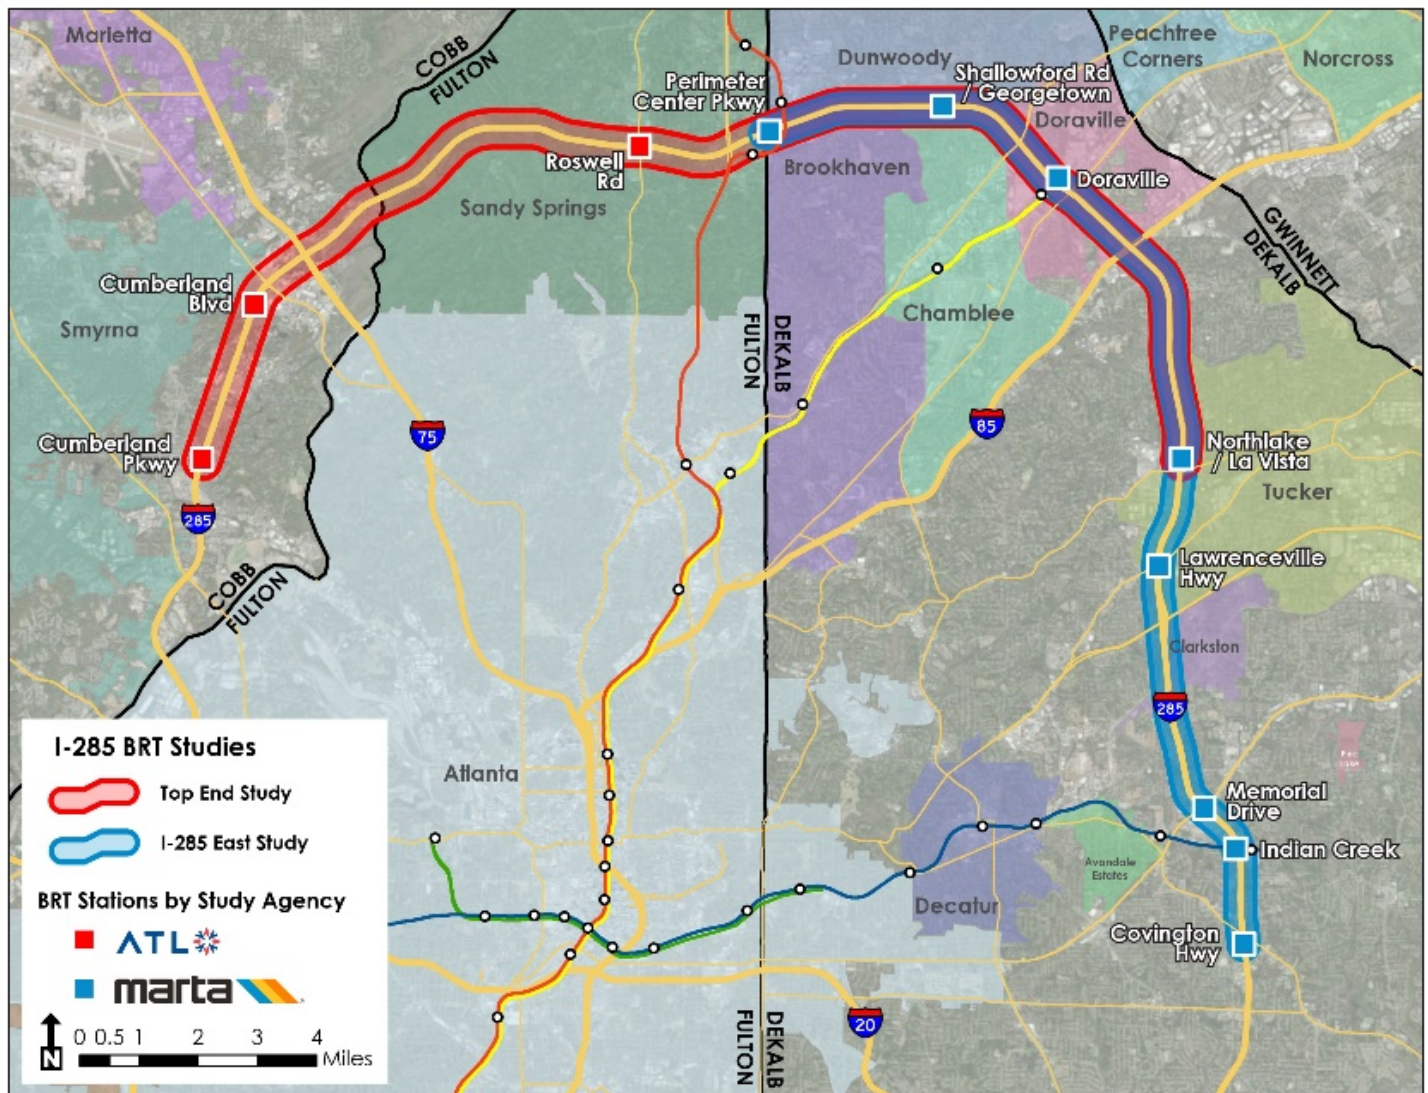 Marietta
COBB
FULTON
Dunwoody
Peachtree
Corners
Norcross
Perimeter
Center Pkwy
Shallowford Rd
/ Georgetown
Doraville
Roswell
Rd
Brookhaven
Doraville
Sandy Springs
GWINNETT
DEKALB
Cumberland
Blvd
Smyrna
Chamblee
FULTON
DEKALB
75
85
Cumberland
Pkwy
Northlake
/ La Vista
Tucker
285
Lawrenceville
Hwy
COBB
FULTON
Clarkston
285
I-285 BRT Studies
Top End Study
I-285 East Study
BRT Stations by Study Agency
ATL
marta
N
0 0.5 1 2 3 4
Miles
Atlanta
Memorial
Drive
Indian Creek
Avondale
Estates
Decatur
Covington
Hwy
20
FULTON
DEKALB